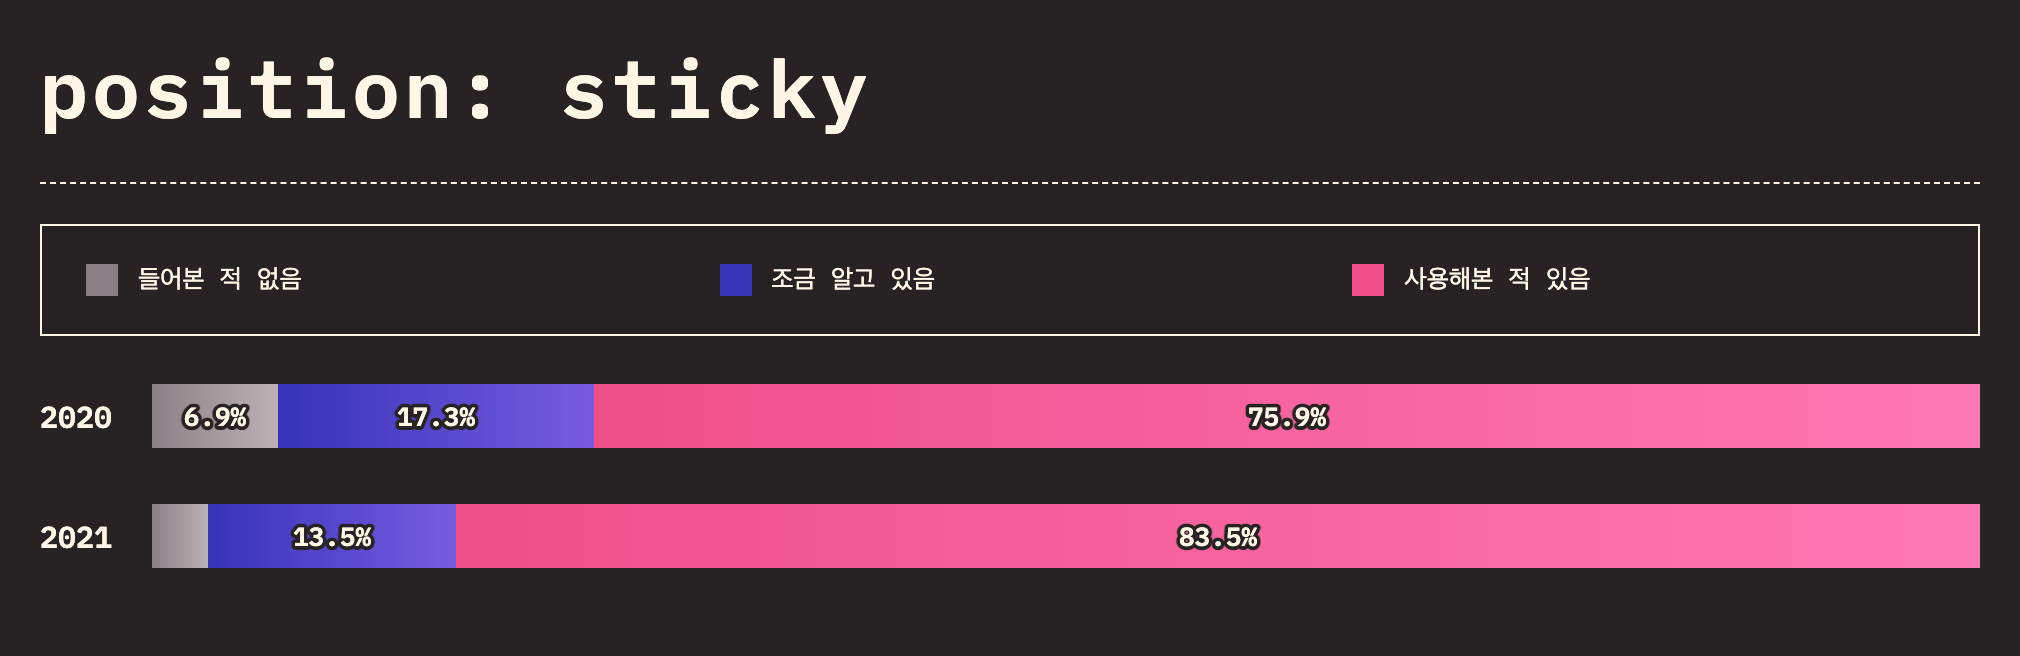 position: sticky
들어본 적 없음 조금 알고 있음 사용해본 적 있음
2020 6.9% 17.3% 75.9%
2021 13.5% 83.5%